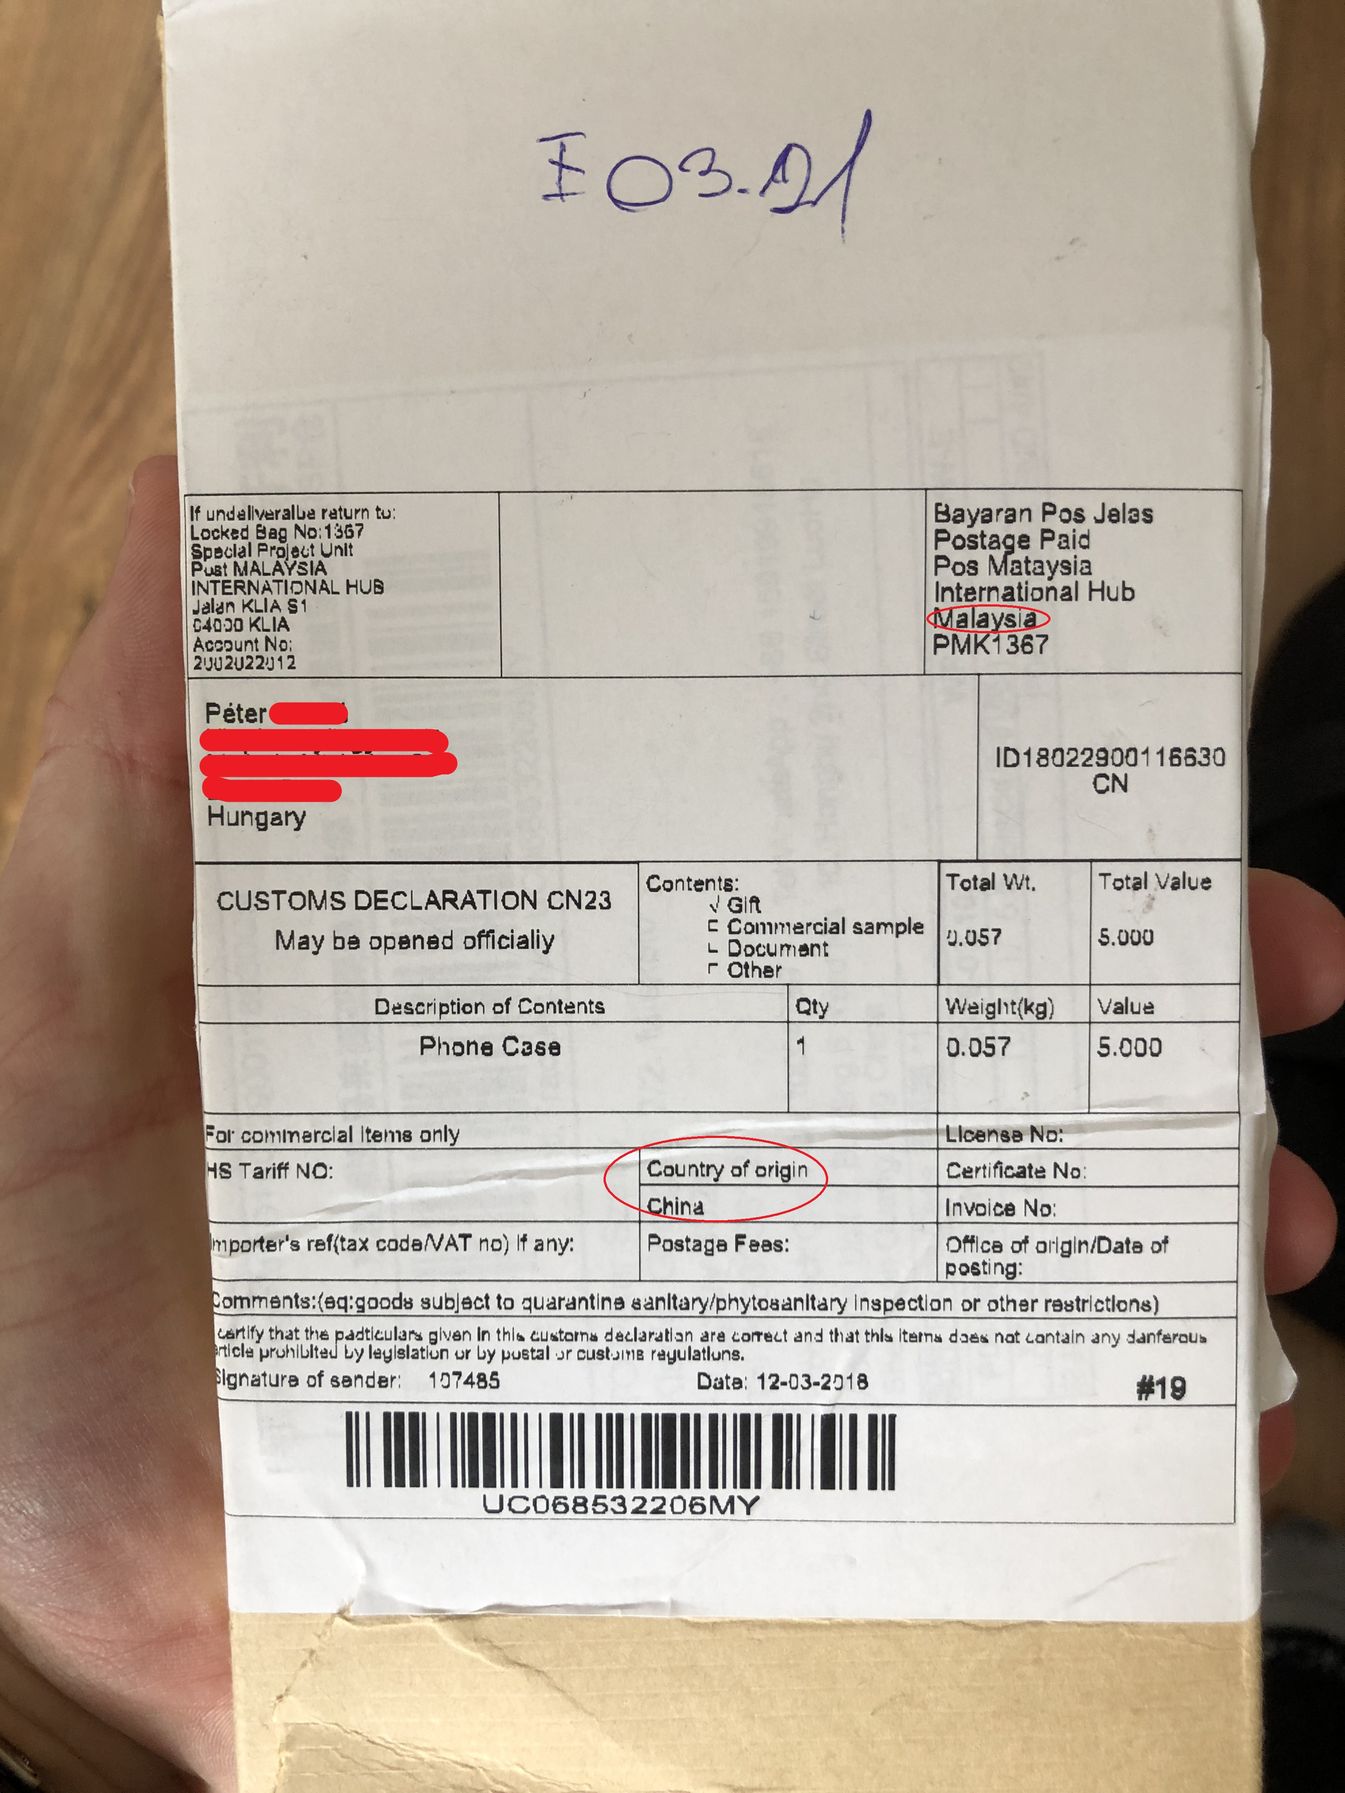 I 03.21
If undeliveralbe return to:
Locked Bag No:1367
Special Project Unit
Post MALAYSIA
INTERNATIONAL HUB
Jalan KLIA S1
64000 KLIA
Account No:
2002022012
Bayaran Pos Jelas
Postage Paid
Pos Mataysia
International Hub
Malaysia
PMK1367
Péter
Hungary
ID18022900116630
CN
CUSTOMS DECLARATION CN23
May be opened officially
Contents:
√ Gift
Commercial sample
Document
Other
Total Wt.
0.057
Total Value
5.000
Description of Contents Qty Weight(kg) Value
Phone Case 1 0.057 5.000
For commercial items only License No:
HS Tariff NO: Country of origin Certificate No:
China Invoice No:
Importer's ref(tax code/VAT no) if any: Postage Fees: Office of origin/Date of
posting:
Comments:(eq:goods subject to quarantine sanitary/phytosanitary inspection or other restrictions)
certify that the padticulars given in this customs declaration are correct and that this items does not contain any danferous
article prohibited by legislation or by postal or customs regulations.
Signature of sender: 107485 Date: 12-03-2018 #19
UC068532206MY